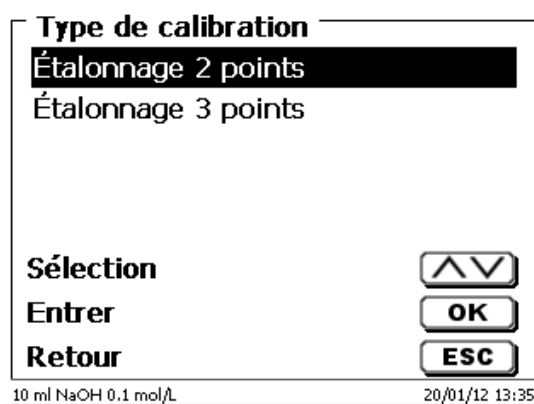 Type de calibration
Étalonnage 2 points
Étalonnage 3 points
Sélection
Entrer OK
Retour ESC
10 ml NaOH 0.1 mol/L 20/01/12 13:35